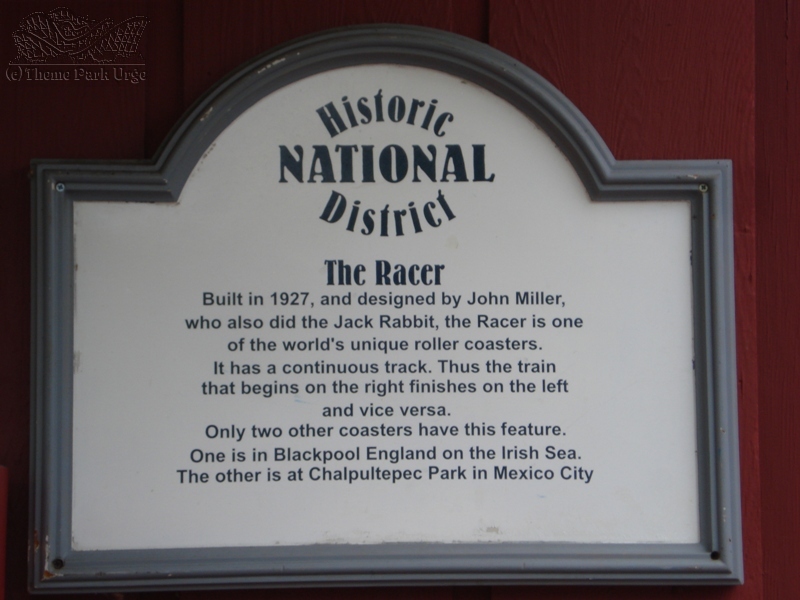 (c)Theme Park Urge
Historic
NATIONAL
District
The Racer
Built in 1927, and designed by John Miller,
who also did the Jack Rabbit, the Racer is one
of the world's unique roller coasters.
It has a continuous track. Thus the train
that begins on the right finishes on the left
and vice versa.
Only two other coasters have this feature.
One is in Blackpool England on the Irish Sea.
The other is at Chalpultepec Park in Mexico City